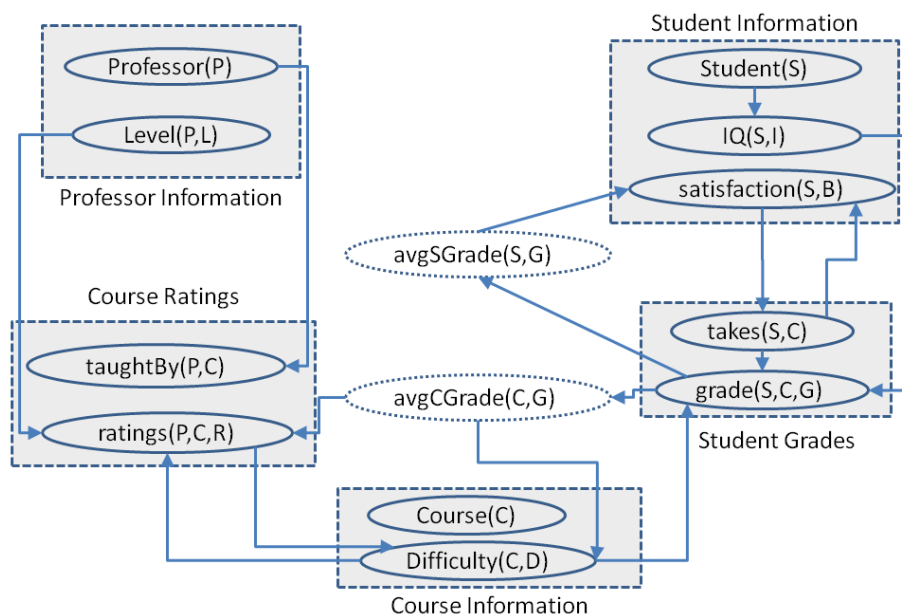 Student Information
Professor(P)
Level(P,L)
Professor Information
Student(S)
IQ(S,I)
satisfaction(S,B)
avgSGrade(S,G)
Course Ratings
taughtBy(P,C)
ratings(P,C,R)
avgCGrade(C,G)
takes(S,C)
grade(S,C,G)
Student Grades
Course(C)
Difficulty(C,D)
Course Information